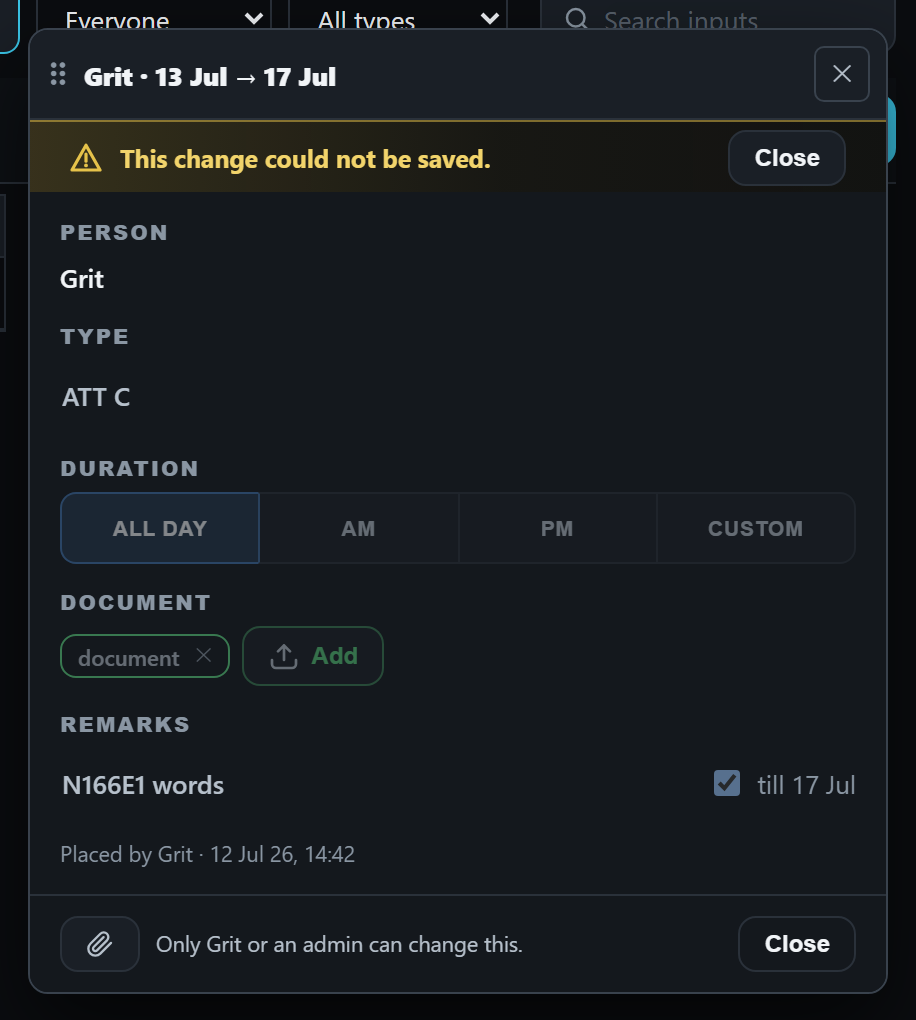 Everyone
All types
Search inputs
Grit · 13 Jul → 17 Jul
This change could not be saved.
Close
PERSON
Grit
TYPE
ATT C
DURATION
ALL DAY
AM
PM
CUSTOM
DOCUMENT
document
Add
REMARKS
N166E1 words
till 17 Jul
Placed by Grit · 12 Jul 26, 14:42
Only Grit or an admin can change this.
Close